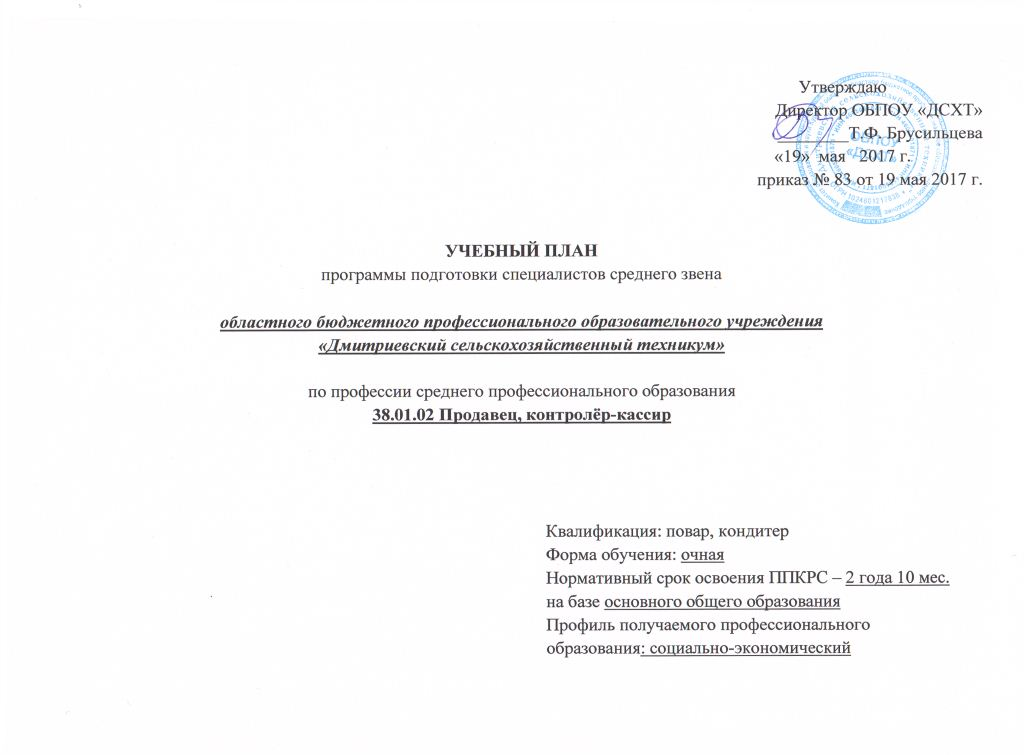 Утверждаю
Директор ОБПОУ «ДСХТ»
________Т.Ф. Брусильцева
«19» мая 2017 г.
приказ № 83 от 19 мая 2017 г.
УЧЕБНЫЙ ПЛАН
программы подготовки специалистов среднего звена
областного бюджетного профессионального образовательного учреждения
«Дмитриевский сельскохозяйственный техникум»
по профессии среднего профессионального образования
38.01.02 Продавец, контролёр-кассир
Квалификация: повар, кондитер
Форма обучения: очная
Нормативный срок освоения ППКРС – 2 года 10 мес.
на базе основного общего образования
Профиль получаемого профессионального
образования: социально-экономический